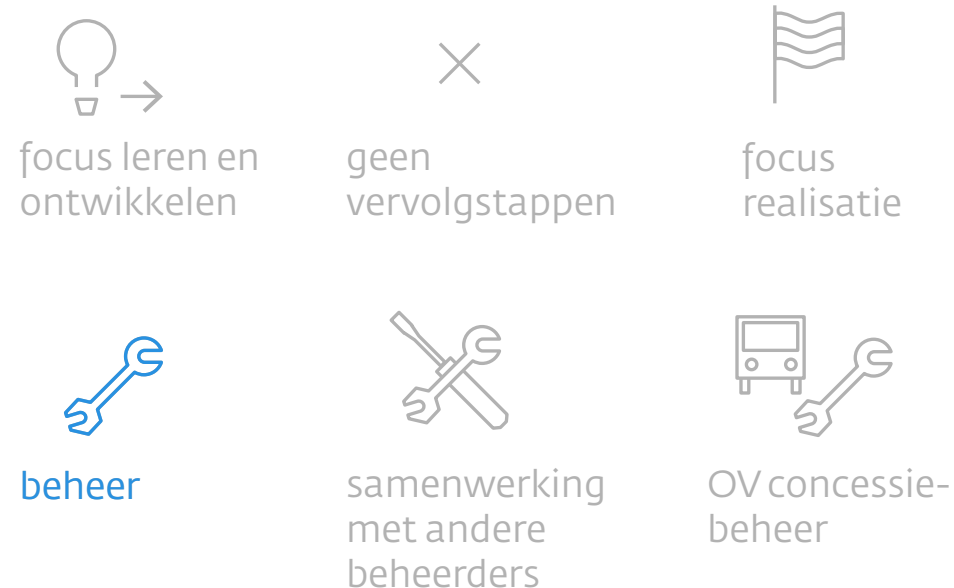 focus leren en
ontwikkelen
geen
vervolgstappen
focus
realisatie
beheer
samenwerking
met andere
beheerders
OV concessie-
beheer